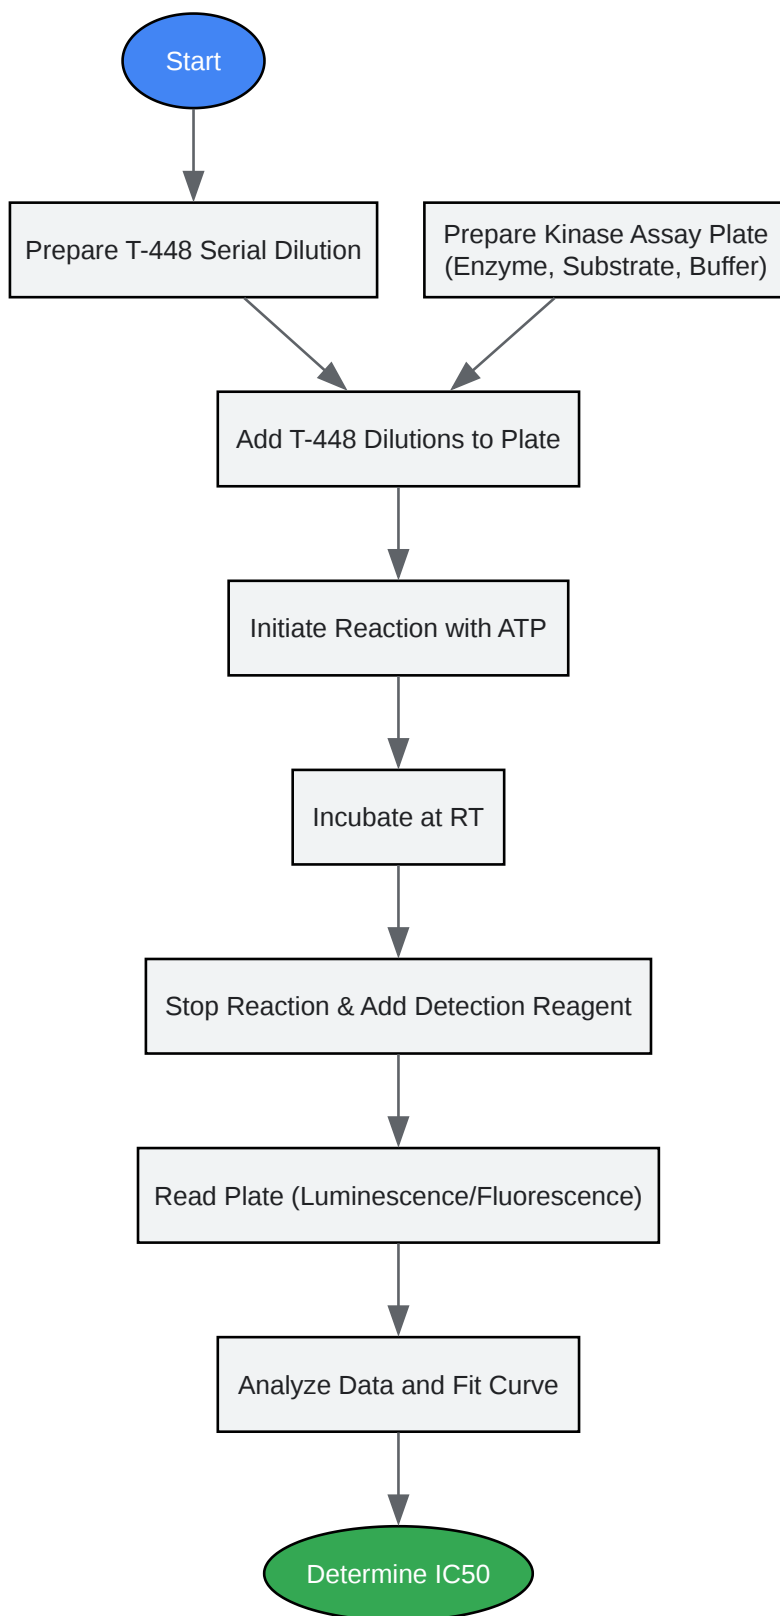 Start
Prepare T-448 Serial Dilution
Prepare Kinase Assay Plate
(Enzyme, Substrate, Buffer)
Add T-448 Dilutions to Plate
Initiate Reaction with ATP
Incubate at RT
Stop Reaction & Add Detection Reagent
Read Plate (Luminescence/Fluorescence)
Analyze Data and Fit Curve
Determine IC50